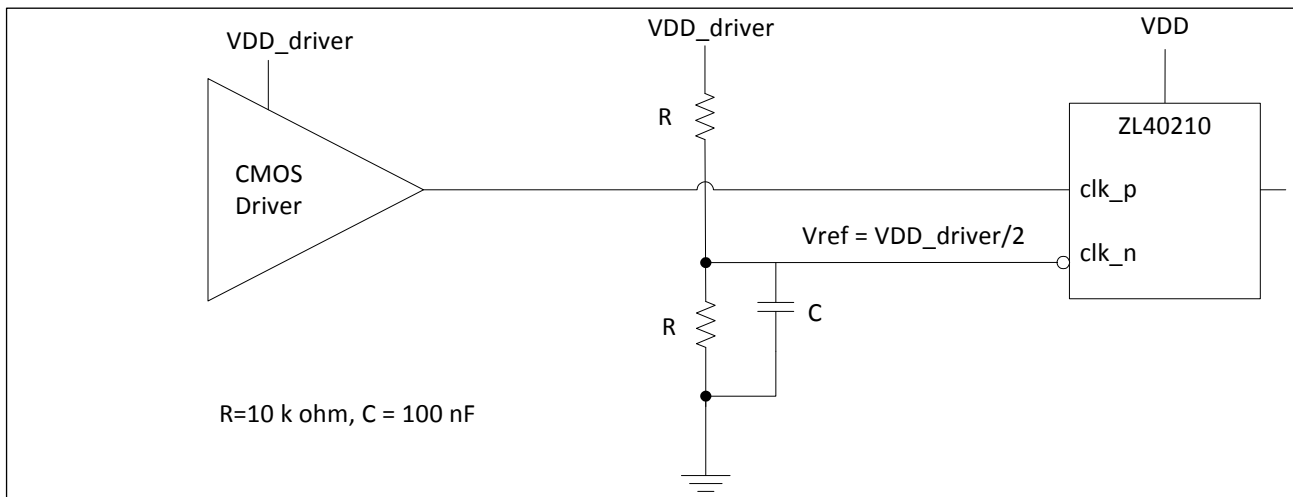 VDD_driver
VDD_driver
VDD
R
ZL40210
CMOS
Driver
clk_p
Vref = VDD_driver/2
clk_n
R
C
R=10 k ohm, C = 100 nF